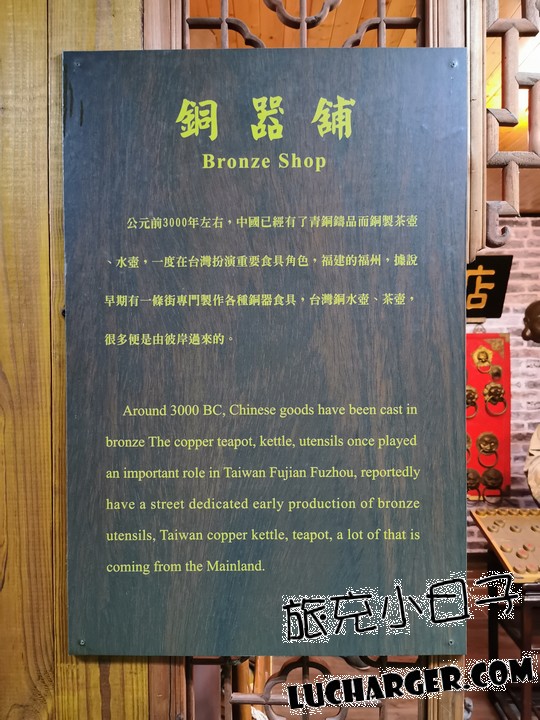 銅器舖
Bronze Shop
公元前3000年左右，中國已經有了青銅鑄品而銅製茶壺
、水壺，一度在台灣扮演重要食具角色，福建的福州，據說
早期有一條街專門製作各種銅器食具，台灣銅水壺、茶壺，
很多便是由彼岸過來的。
Around 3000 BC, Chinese goods have been cast in
bronze The copper teapot, kettle, utensils once played
an important role in Taiwan Fujian Fuzhou, reportedly
have a street dedicated early production of bronze
utensils, Taiwan copper kettle, teapot, a lot of that is
coming from the Mainland.
店
旅充小日子
LUCHARGER.COM